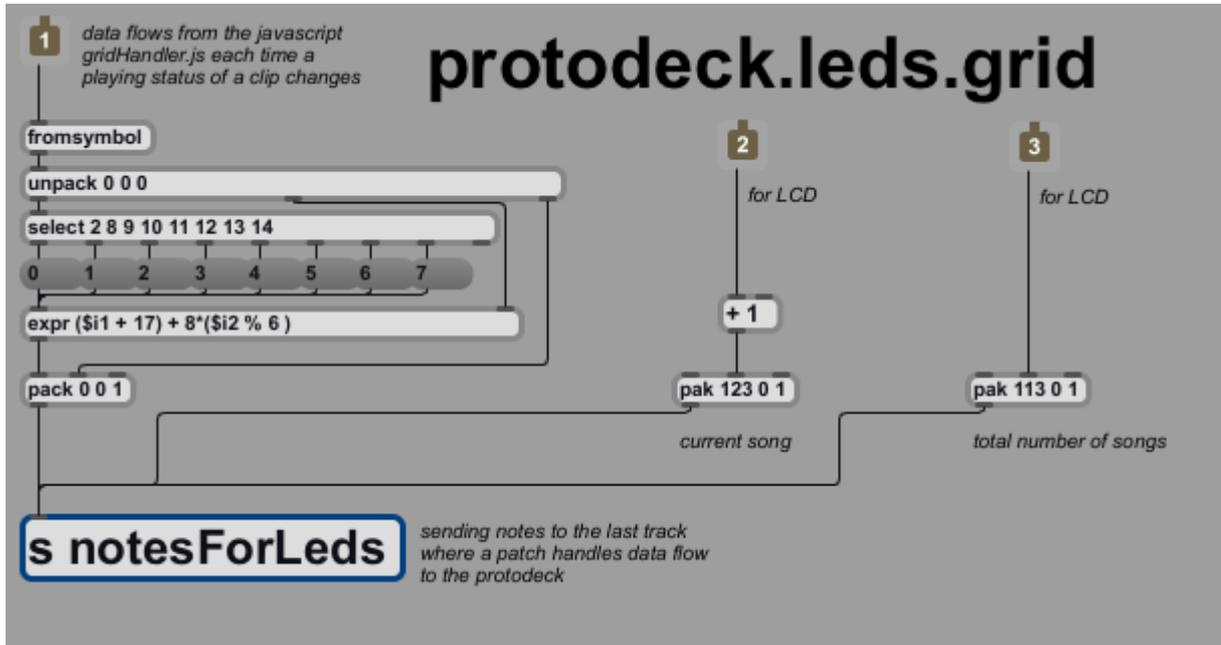 1
data flows from the javascript
gridHandler.js each time a
playing status of a clip changes
protodeck.leds.grid
fromsymbol
unpack 0 0 0
select 2 8 9 10 11 12 13 14
0 1 2 3 4 5 6 7
expr ($i1 + 17) + 8*($i2 % 6 )
pack 0 0 1
2
for LCD
+ 1
pak 123 0 1
current song
3
for LCD
pak 113 0 1
total number of songs
s notesForLeds
sending notes to the last track
where a patch handles data flow
to the protodeck